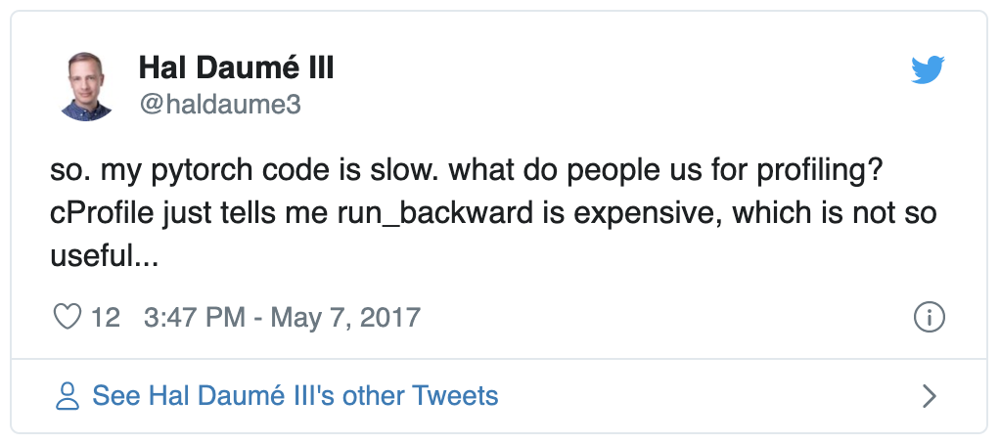 Hal Daumé III
@haldaume3
so. my pytorch code is slow. what do people us for profiling?
cProfile just tells me run_backward is expensive, which is not so
useful...
12 3:47 PM - May 7, 2017
See Hal Daumé III's other Tweets